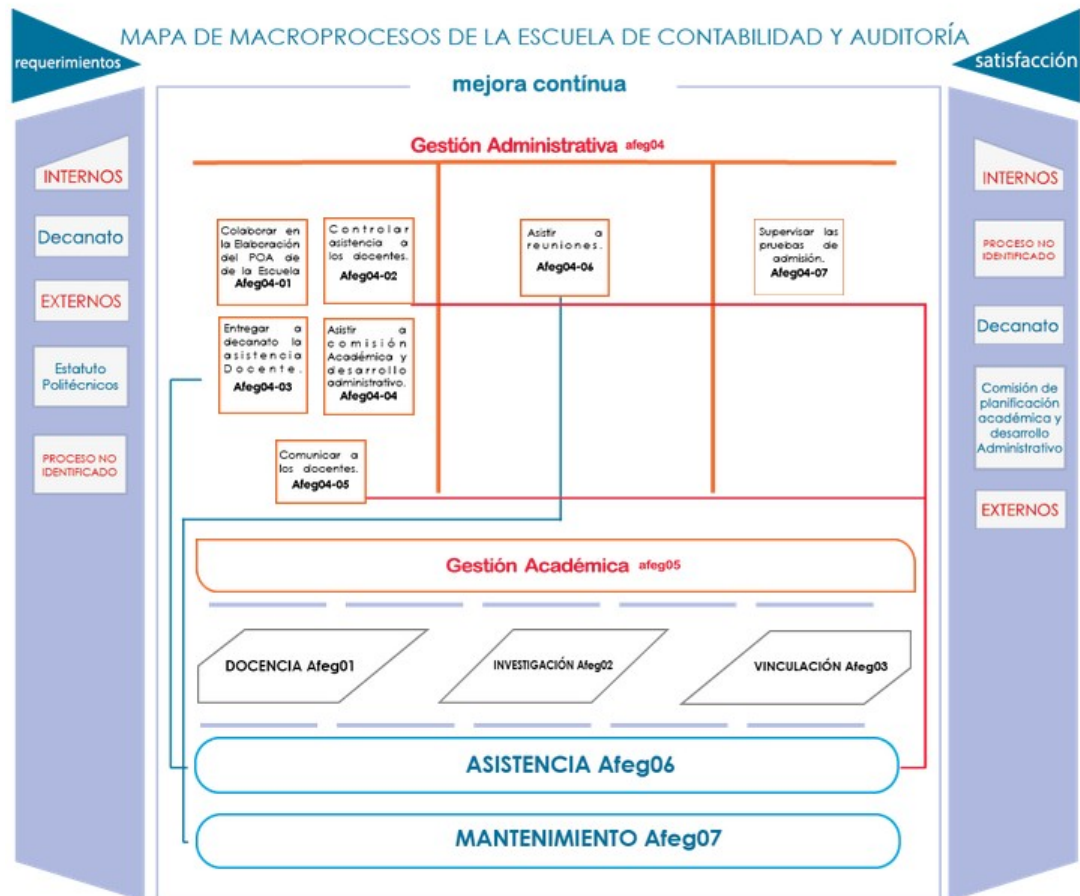 MAPA DE MACROPROCESOS DE LA ESCUELA DE CONTABILIDAD Y AUDITORÍA
requerimientos
satisfacción
mejora contínua
INTERNOS
Decanato
EXTERNOS
Estatuto
Politécnicos
PROCESO NO
IDENTIFICADO
Gestión Administrativa afeg04
Colaborar en
la Elaboración
del POA de
de la Escuela
Afeg04-01
Controlar
asistencia a
los docentes.
Afeg04-02
Entregar a
decanato la
asistencia
Docente.
Afeg04-03
Asistir a
comisión
Académica y
desarrollo
administrativo.
Afeg04-04
Comunicar a
los docentes.
Afeg04-05
Asistir a
reuniones.
Afeg04-06
Supervisar las
pruebas de
admisión.
Afeg04-07
Gestión Académica afeg05
DOCENCIA Afeg01
INVESTIGACIÓN Afeg02
VINCULACIÓN Afeg03
ASISTENCIA Afeg06
MANTENIMIENTO Afeg07
INTERNOS
PROCESO NO
IDENTIFICADO
Decanato
Comisión de
planificación
académica y
desarrollo
Administrativo
EXTERNOS